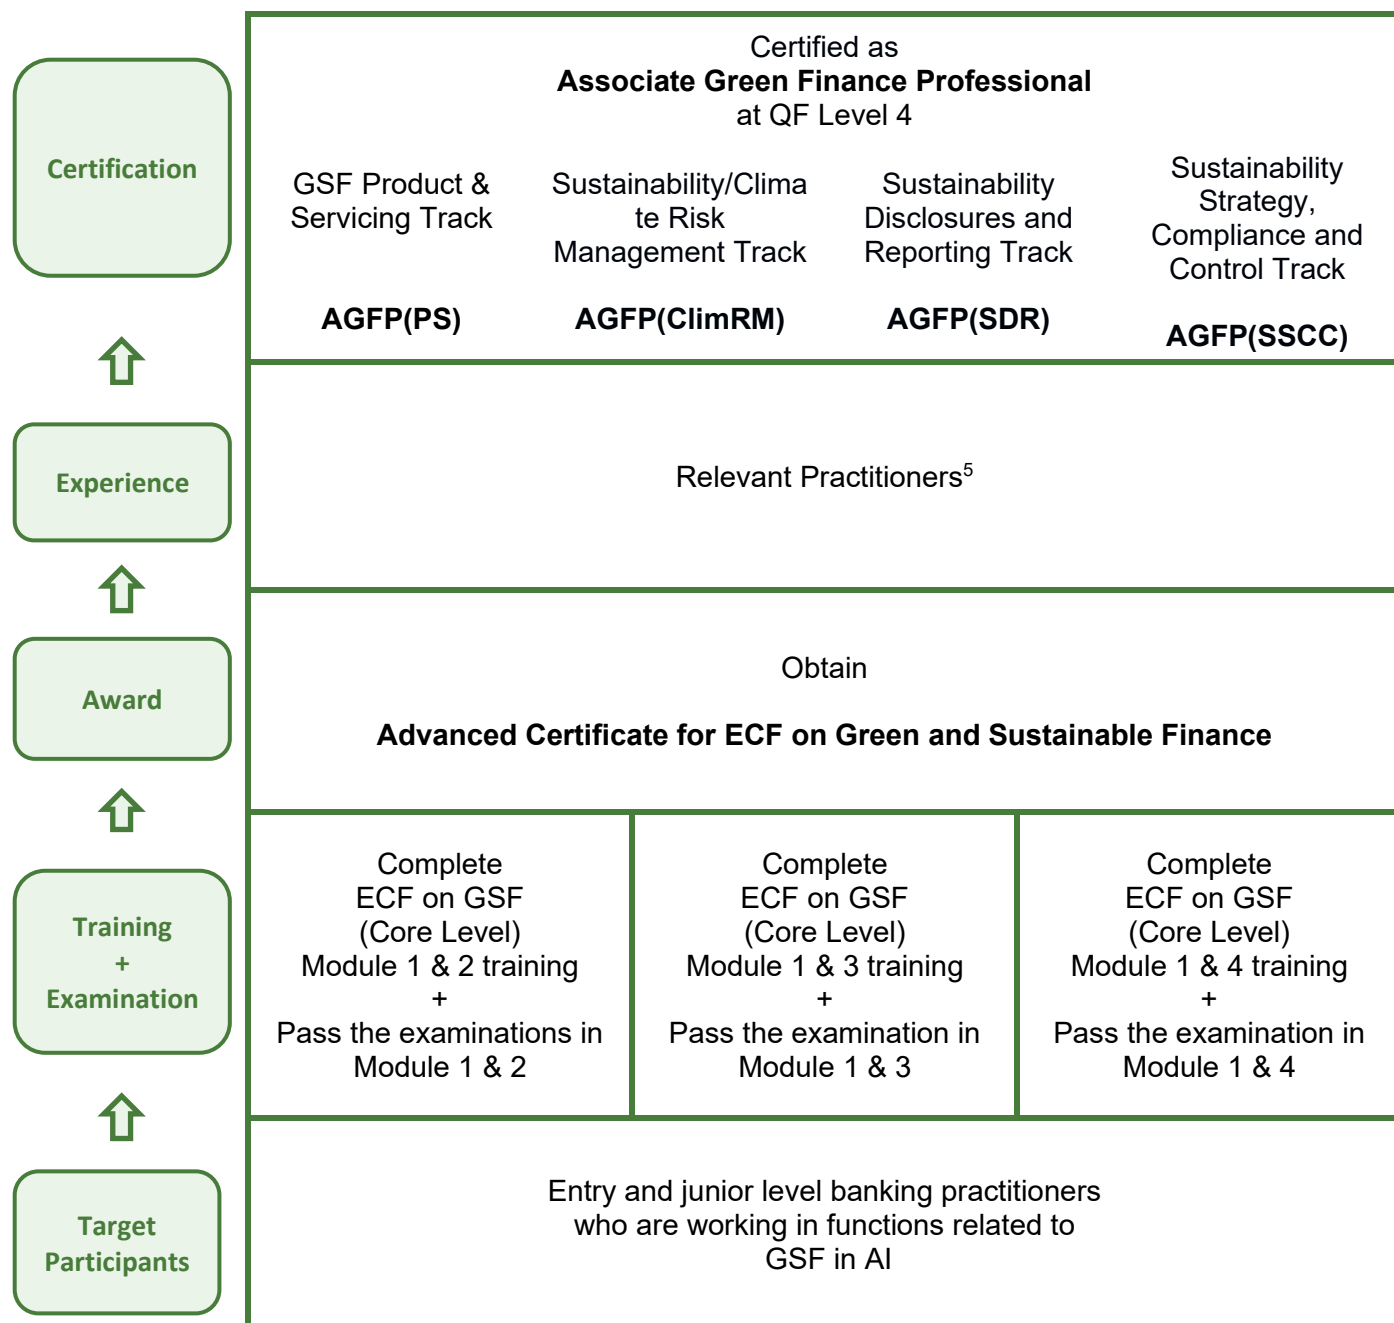 Certification
Certified as
Associate Green Finance Professional
at QF Level 4
GSF Product &
Servicing Track
AGFP(PS)
Sustainability/Clima
te Risk
Management Track
AGFP(ClimRM)
Sustainability
Disclosures and
Reporting Track
AGFP(SDR)
Sustainability
Strategy,
Compliance and
Control Track
AGFP(SSCC)
Experience
Relevant Practitioners5
Award
Obtain
Advanced Certificate for ECF on Green and Sustainable Finance
Training
+
Examination
Complete
ECF on GSF
(Core Level)
Module 1 & 2 training
+
Pass the examinations in
Module 1 & 2
Complete
ECF on GSF
(Core Level)
Module 1 & 3 training
+
Pass the examination in
Module 1 & 3
Complete
ECF on GSF
(Core Level)
Module 1 & 4 training
+
Pass the examination in
Module 1 & 4
Target
Participants
Entry and junior level banking practitioners
who are working in functions related to
GSF in AI